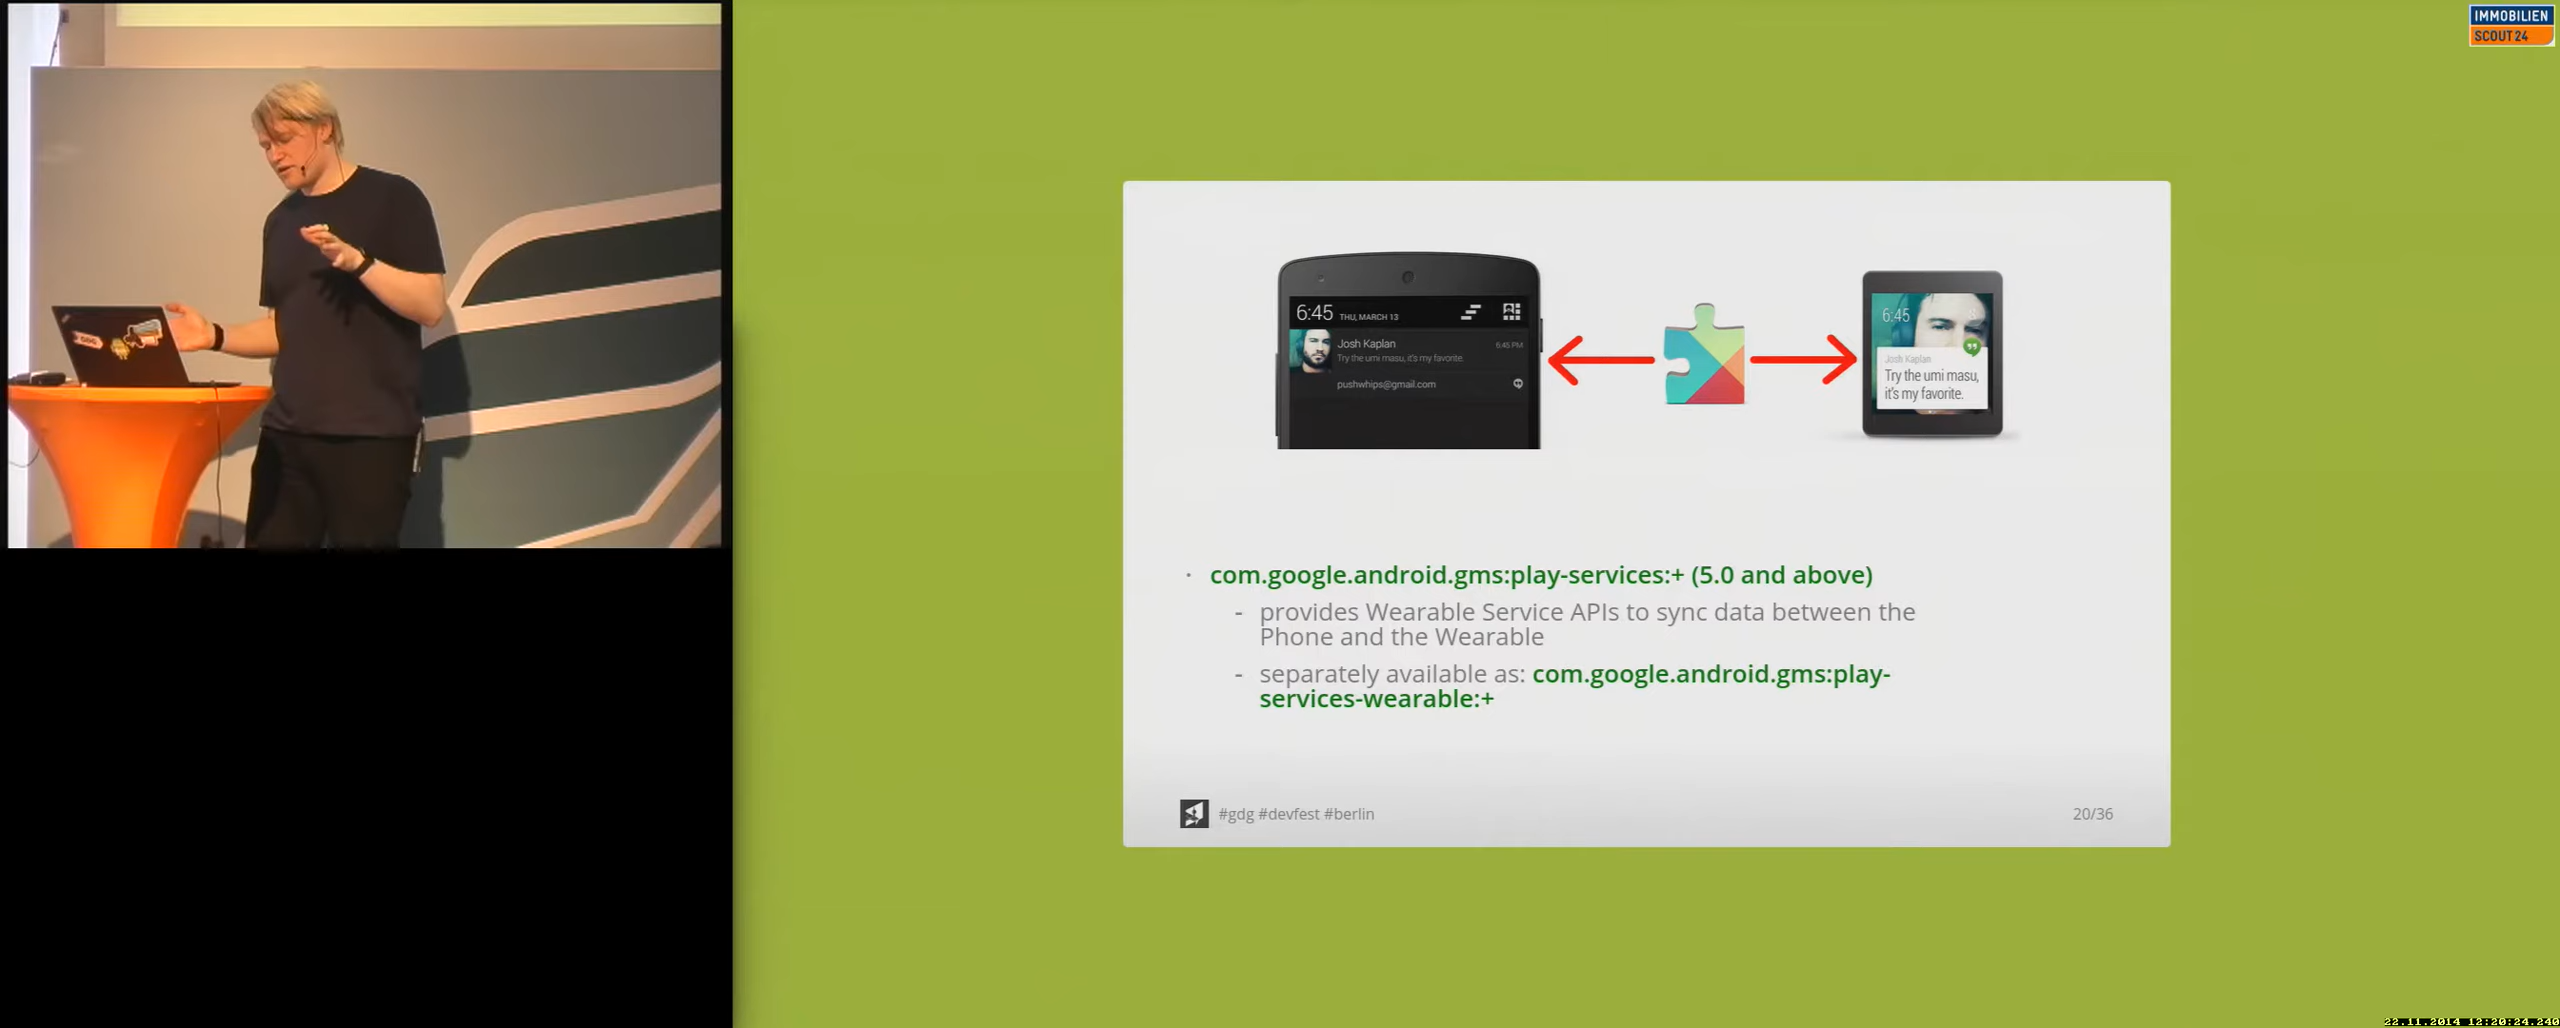 IMMOBILIEN
SCOUT24
6:45 THU, MARCH 13
Josh Kaplan 6:45 PM
Try the umi masu, it's my favorite.
pushwhips@gmail.com
6:45
Josh Kaplan
Try the umi masu,
it's my favorite.
· com.google.android.gms:play-services:+ (5.0 and above)
- provides Wearable Service APIs to sync data between the
Phone and the Wearable
- separately available as: com.google.android.gms:play-
services-wearable:+
#gdg #devfest #berlin
20/36
22.11.2014 12:20:24.240